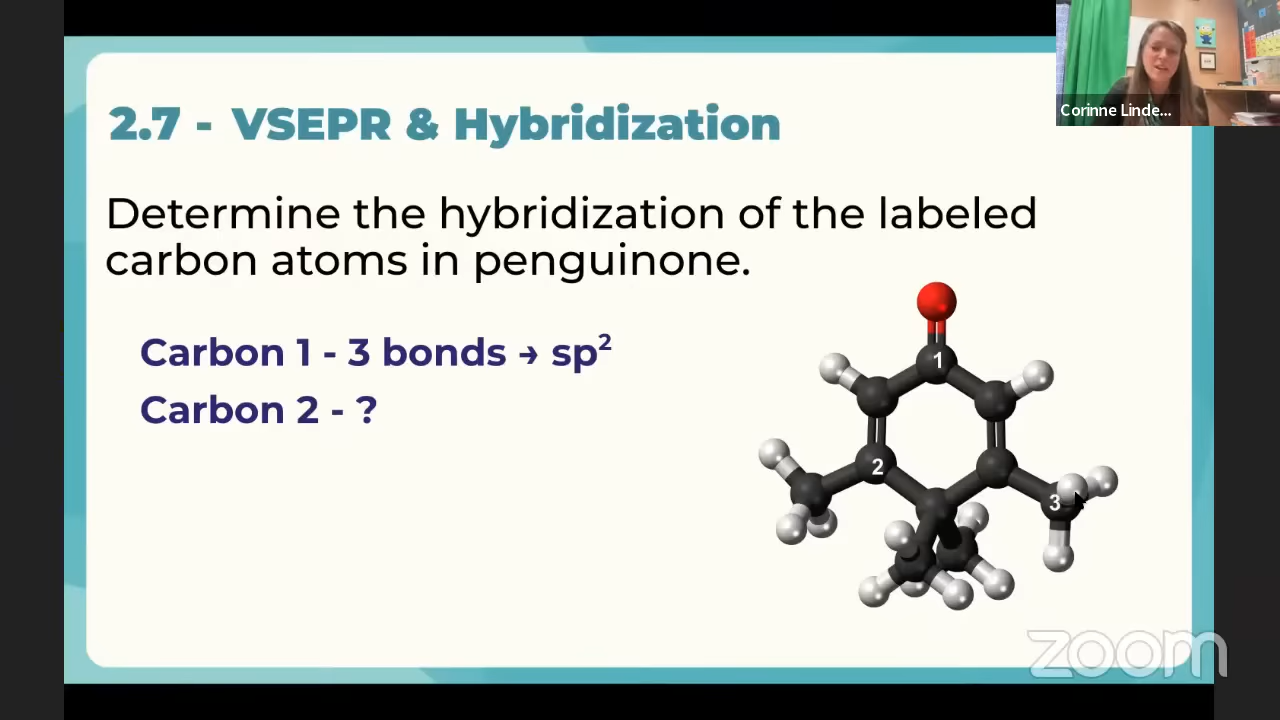 Corinne Linde...
2.7 - VSEPR & Hybridization
Determine the hybridization of the labeled
carbon atoms in penguinone.
Carbon 1 - 3 bonds → sp²
Carbon 2 - ?
1
2
3
zoom